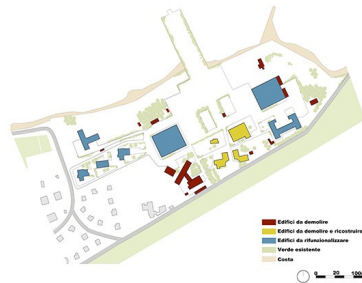 Edifici da demolire
Edifici da demolire e ricostruire
Edifici da rifunzionalizzare
Verde esistente
Costa
0 20 100